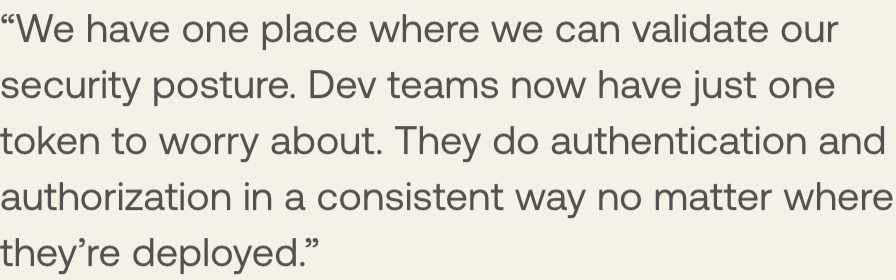 “We have one place where we can validate our
security posture. Dev teams now have just one
token to worry about. They do authentication and
authorization in a consistent way no matter where
they’re deployed.”